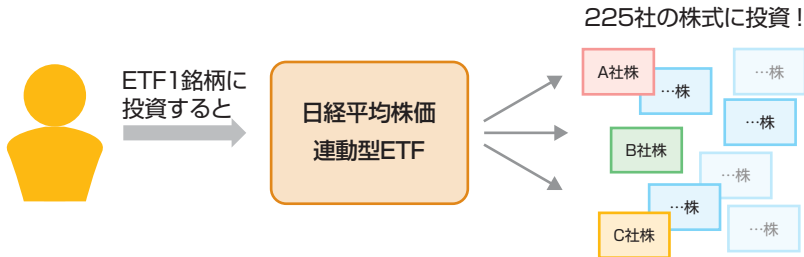 225社の株式に投資！
ETF1銘柄に
投資すると
日経平均株価
連動型ETF
A社株
…株
…株
…株
B社株
…株
…株
C社株
…株